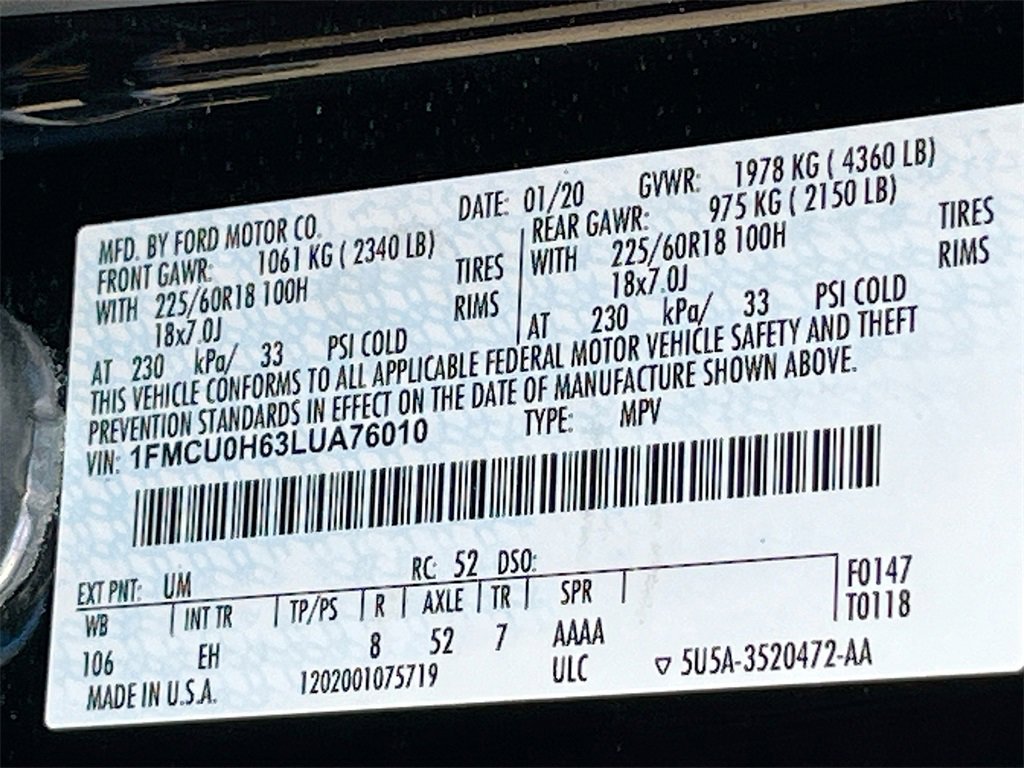 MFD. BY FORD MOTOR CO. DATE: 01/20 GVWR: 1978 KG ( 4360 LB)
FRONT GAWR: 1061 KG ( 2340 LB) REAR GAWR: 975 KG ( 2150 LB)
WITH 225/60R18 100H TIRES WITH 225/60R18 100H TIRES
18x7.0J RIMS 18x7.0J RIMS
AT 230 kPa/ 33 PSI COLD AT 230 kPa/ 33 PSI COLD
THIS VEHICLE CONFORMS TO ALL APPLICABLE FEDERAL MOTOR VEHICLE SAFETY AND THEFT
PREVENTION STANDARDS IN EFFECT ON THE DATE OF MANUFACTURE SHOWN ABOVE.
VIN: 1FMCU0H63LUA76010 TYPE: MPV
EXT PNT: UM RC: 52 DSO:
WB INT TR TP/PS R AXLE TR SPR F0147
106 EH 8 52 7 AAAA T0118
MADE IN U.S.A. 1202001075719 ULC ▽ 5U5A-3520472-AA